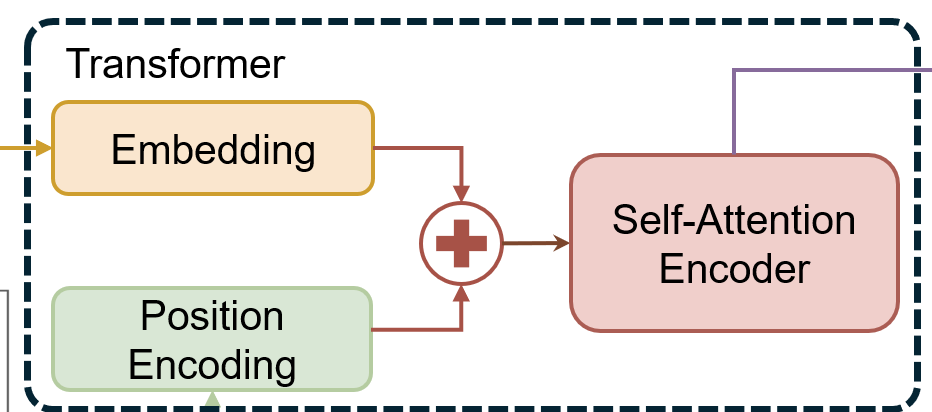 Transformer
Embedding
Self-Attention
Encoder
Position
Encoding